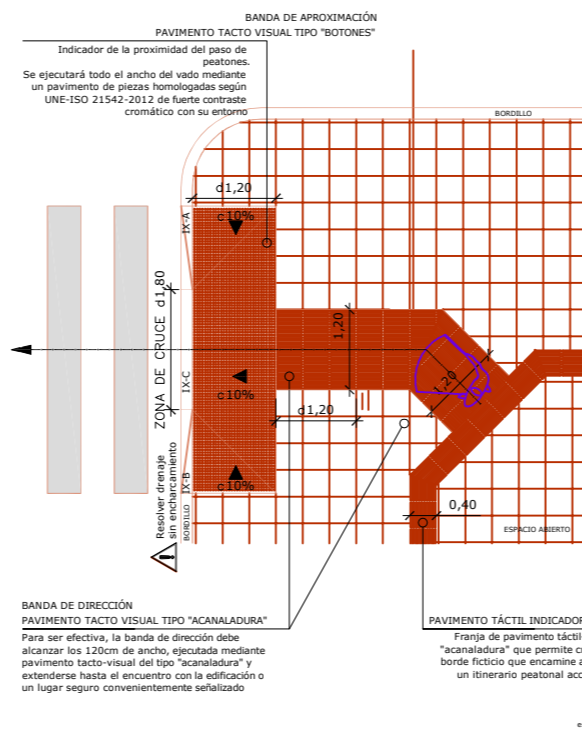 BANDA DE APROXIMACIÓN
PAVIMENTO TACTO VISUAL TIPO "BOTONES"
Indicador de la proximidad del paso de
peatones.
Se ejecutará todo el ancho del vado mediante
un pavimento de piezas homologadas según
UNE-ISO 21542-2012 de fuerte contraste
cromático con su entorno
BORDILLO
d1,20
IX-A
c10%
ZONA DE CRUCE d1,80
1,20
1,20
IX-C
c10%
d1,20
Resolver drenaje
sin encharcamiento
IX-B
c10%
BORDILLO
0,40
ESPACIO ABIERTO
BANDA DE DIRECCIÓN
PAVIMENTO TACTO VISUAL TIPO "ACANALADURA"
Para ser efectiva, la banda de dirección debe
alcanzar los 120cm de ancho, ejecutada mediante
pavimento tacto-visual del tipo "acanaladura" y
extenderse hasta el encuentro con la edificación o
un lugar seguro convenientemente señalizado
PAVIMENTO TÁCTIL INDICADOR
Franja de pavimento táctil
"acanaladura" que permite c
borde ficticio que encamine a
un itinerario peatonal acc
e